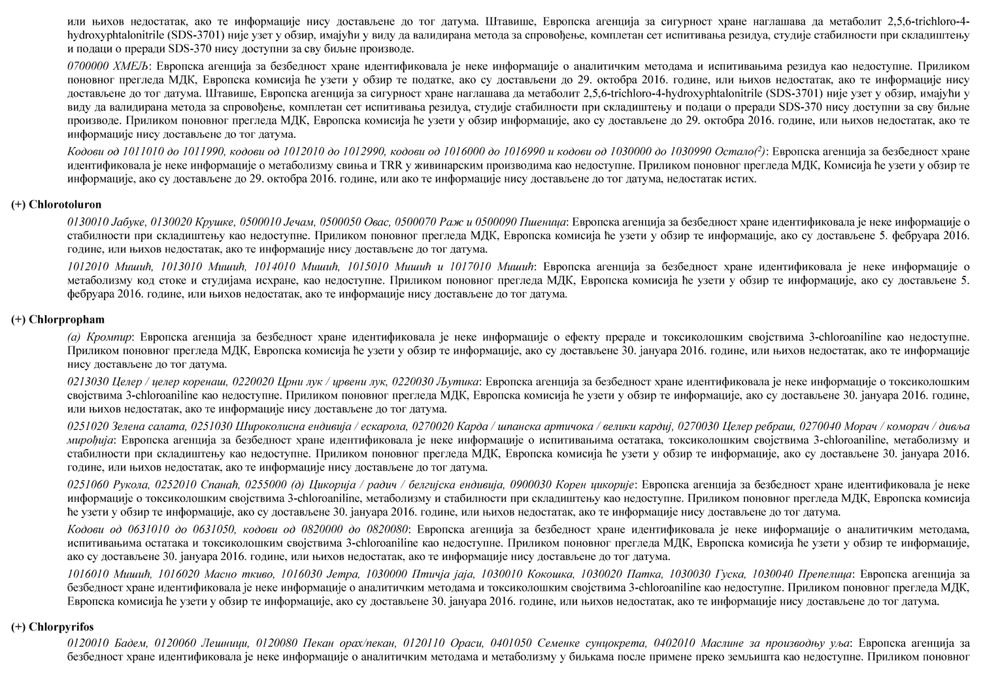 или њихов недостатак, ако те информације нису достављене до тог датума. Штавише, Европска агенција за сигурност хране наглашава да метаболит 2,5,6-trichloro-4-
hydroxyphtalonitrile (SDS-3701) није узет у обзир, имајући у виду да валидирана метода за спровођење, комплетан сет испитивања резидуа, студије стабилности при складиштењу
и подаци о преради SDS-370 нису доступни за сву биљне производе.
0700000 ХМЕЉ: Европска агенција за безбедност хране идентификовала је неке информације о аналитичким методама и испитивањима резидуа као недоступне. Приликом
поновног прегледа МДК, Европска комисија ће узети у обзир те податке, ако су достављени до 29. октобра 2016. године, или њихов недостатак, ако те информације нису
достављене до тог датума. Штавише, Европска агенција за сигурност хране наглашава да метаболит 2,5,6-trichloro-4-hydroxyphtalonitrile (SDS-3701) није узет у обзир, имајући у
виду да валидирана метода за спровођење, комплетан сет испитивања резидуа, студије стабилности при складиштењу и подаци о преради SDS-370 нису доступни за сву биљне
производе. Приликом поновног прегледа МДК, Европска комисија ће узети у обзир информације, ако су достављене до 29. октобра 2016. године, или њихов недостатак, ако те
информације нису достављене до тог датума.
Кодови од 1011010 до 1011990, кодови од 1012010 до 1012990, кодови од 1016000 до 1016990 и кодови од 1030000 до 1030990 Остало(²): Европска агенција за безбедност хране
идентификовала је неке информације о метаболизму свиња и TRR у живинарским производима као недоступне. Приликом поновног прегледа МДК, Комисија ће узети у обзир те
информације, ако су достављене до 29. октобра 2016. године, или ако те информације нису достављене до тог датума, недостатак истих.
(+) Chlorotoluron
0130010 Јабуке, 0130020 Крушке, 0500010 Јечам, 0500050 Овас, 0500070 Раж и 0500090 Пшеница: Европска агенција за безбедност хране идентификовала је неке информације о
стабилности при складиштењу као недоступне. Приликом поновног прегледа МДК, Европска комисија ће узети у обзир те информације, ако су достављене 5. фебруара 2016.
године, или њихов недостатак, ако те информације нису достављене до тог датума.
1012010 Мишић, 1013010 Мишић, 1014010 Мишић, 1015010 Мишић и 1017010 Мишић: Европска агенција за безбедност хране идентификовала је неке информације о
метаболизму код стоке и студијама исхране, као недоступне. Приликом поновног прегледа МДК, Европска комисија ће узети у обзир те информације, ако су достављене 5.
фебруара 2016. године, или њихов недостатак, ако те информације нису достављене до тог датума.
(+) Chlorpropham
(а) Кромпир: Европска агенција за безбедност хране идентификовала је неке информације о ефекту прераде и токсиколошким својствима 3-chloroaniline као недоступне.
Приликом поновног прегледа МДК, Европска комисија ће узети у обзир те информације, ако су достављене 30. јануара 2016. године, или њихов недостатак, ако те информације
нису достављене до тог датума.
0213030 Целер / целер коренаш, 0220020 Црни лук / црвени лук, 0220030 Љутика: Европска агенција за безбедност хране идентификовала је неке информације о токсиколошким
својствима 3-chloroaniline као недоступне. Приликом поновног прегледа МДК, Европска комисија ће узети у обзир те информације, ако су достављене 30. јануара 2016. године,
или њихов недостатак, ако те информације нису достављене до тог датума.
0251020 Зелена салата, 0251030 Широколисна ендивија / ескарола, 0270020 Карда / шпанска артичока / велики кардиј, 0270030 Целер ребраш, 0270040 Морач / коморач / дивља
мирођија: Европска агенција за безбедност хране идентификовала је неке информације о испитивањима остатака, токсиколошким својствима 3-chloroaniline, метаболизму и
стабилности при складиштењу као недоступне. Приликом поновног прегледа МДК, Европска комисија ће узети у обзир те информације, ако су достављене 30. јануара 2016.
године, или њихов недостатак, ако те информације нису достављене до тог датума.
0251060 Рукола, 0252010 Спанаћ, 0255000 (д) Цикорија / радич / белгијска ендивија, 0900030 Корен цикорије: Европска агенција за безбедност хране идентификовала је неке
информације о токсиколошким својствима 3-chloroaniline, метаболизму и стабилности при складиштењу као недоступне. Приликом поновног прегледа МДК, Европска комисија
ће узети у обзир те информације, ако су достављене 30. јануара 2016. године, или њихов недостатак, ако те информације нису достављене до тог датума.
Кодови од 0631010 до 0631050, кодови од 0820000 до 0820080: Европска агенција за безбедност хране идентификовала је неке информације о аналитичким методама,
испитивањима остатака и токсиколошким својствима 3-chloroaniline као недоступне. Приликом поновног прегледа МДК, Европска комисија ће узети у обзир те информације,
ако су достављене 30. јануара 2016. године, или њихов недостатак, ако те информације нису достављене до тог датума.
1016010 Мишић, 1016020 Масно ткиво, 1016030 Јетра, 1030000 Птичја јаја, 1030010 Кокошка, 1030020 Патка, 1030030 Гуска, 1030040 Препелица: Европска агенција за
безбедност хране идентификовала је неке информације о аналитичким методама и токсиколошким својствима 3-chloroaniline као недоступне. Приликом поновног прегледа МДК,
Европска комисија ће узети у обзир те информације, ако су достављене 30. јануара 2016. године, или њихов недостатак, ако те информације нису достављене до тог датума.
(+) Chlorpyrifos
0120010 Бадем, 0120060 Лешници, 0120080 Пекан орах/пекан, 0120110 Ораси, 0401050 Семенке сунцокрета, 0402010 Маслине за производњу уља: Европска агенција за
безбедност хране идентификовала је неке информације о аналитичким методама и метаболизму у биљкама после примене преко земљишта као недоступне. Приликом поновног